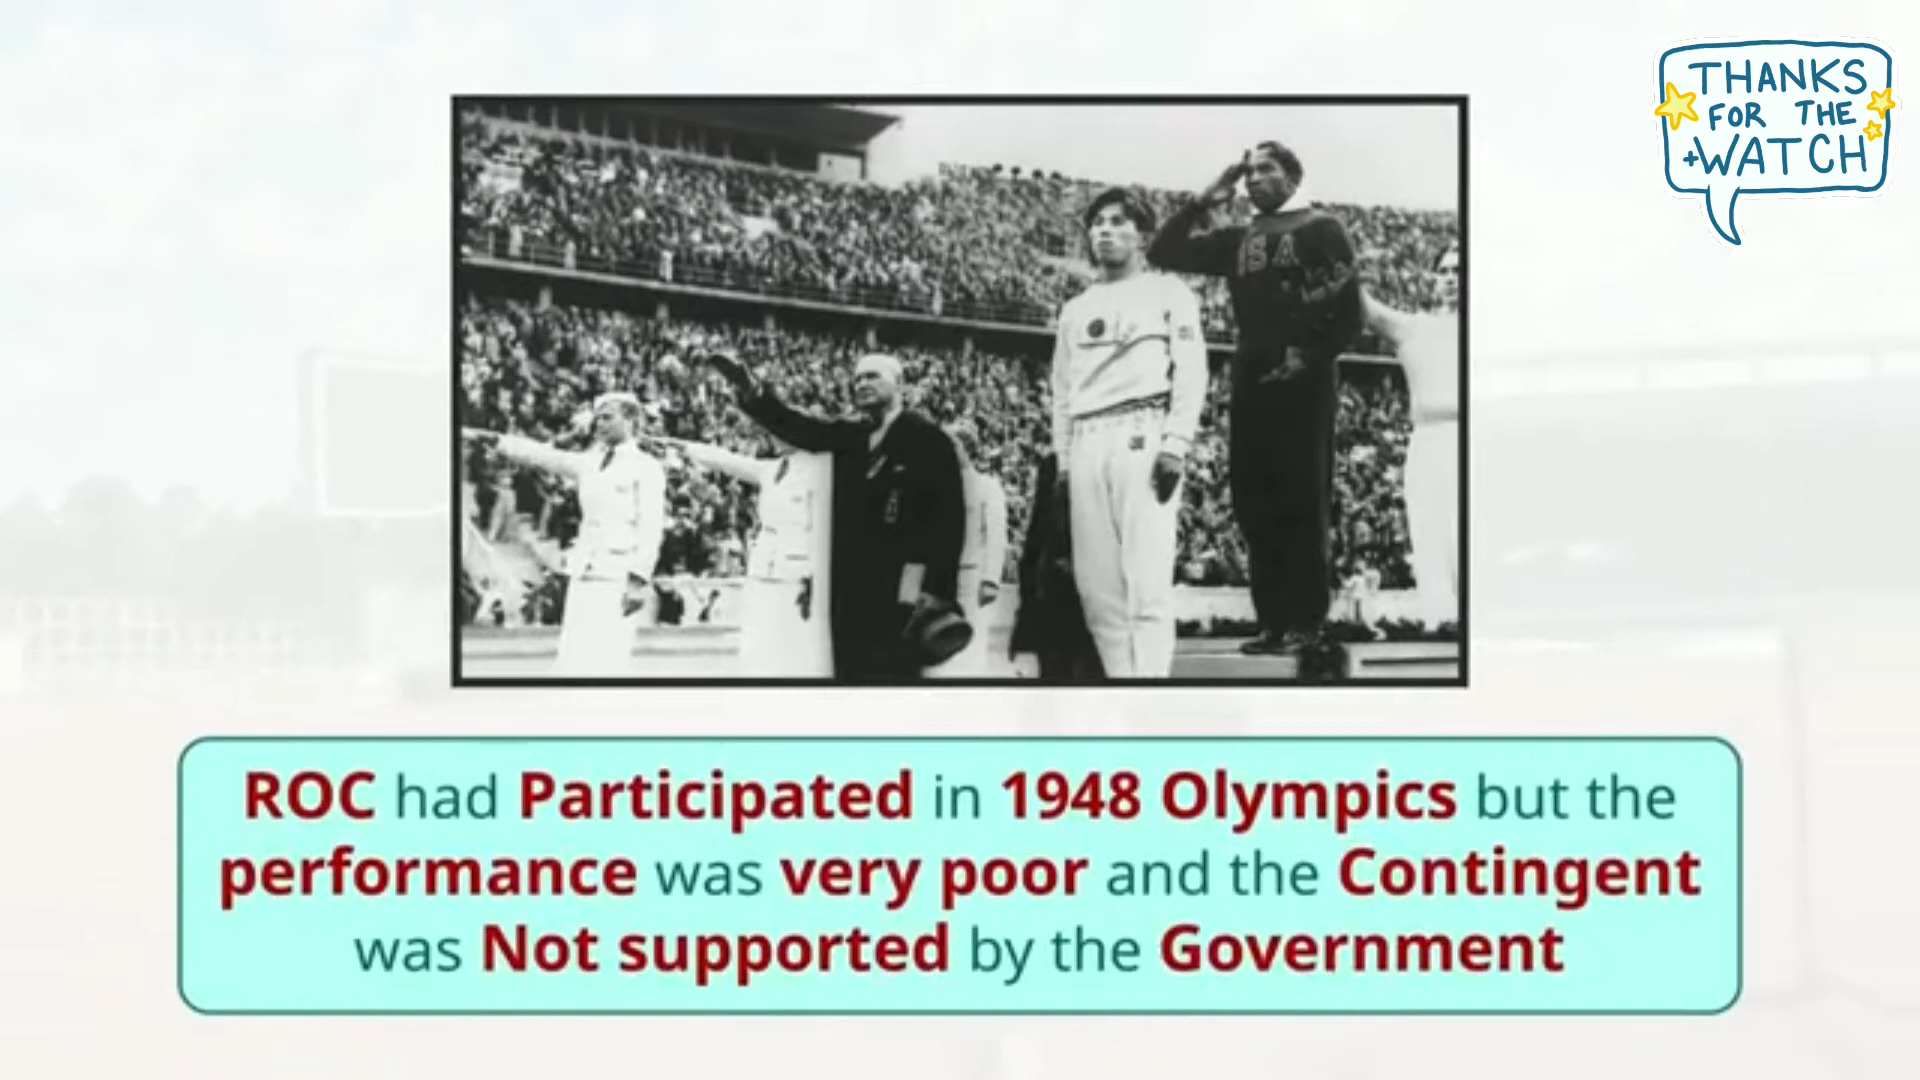 THANKS
FOR THE
WATCH
USA
ROC had Participated in 1948 Olympics but the
performance was very poor and the Contingent
was Not supported by the Government